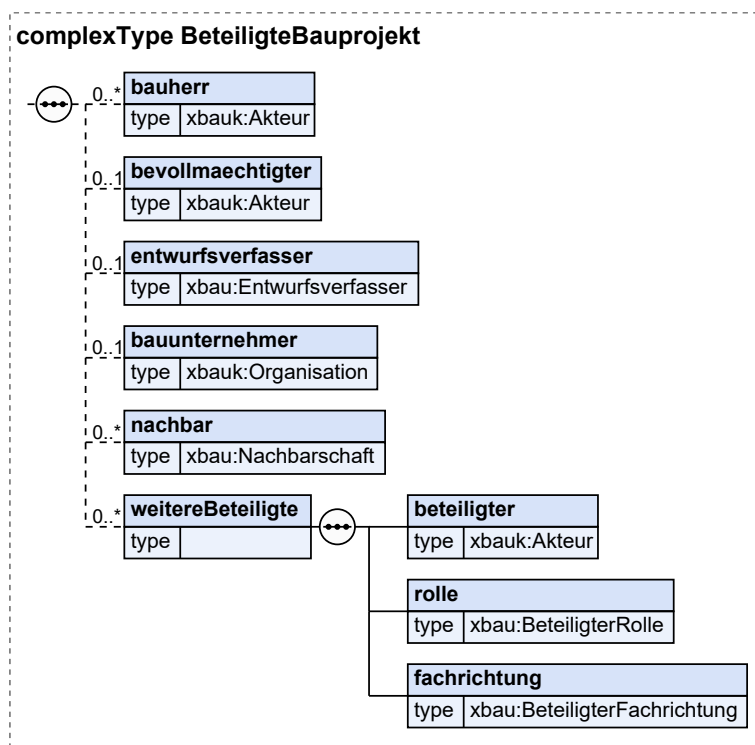 complexType BeteiligteBauprojekt
0..* bauherr
type xbauk:Akteur
0..1 bevollmaechtigter
type xbauk:Akteur
0..1 entwurfsverfasser
type xbau:Entwurfsverfasser
0..1 bauunternehmer
type xbauk:Organisation
0..* nachbar
type xbau:Nachbarschaft
0..* weitereBeteiligte
type
beteiligter
type xbauk:Akteur
rolle
type xbau:BeteiligterRolle
fachrichtung
type xbau:BeteiligterFachrichtung